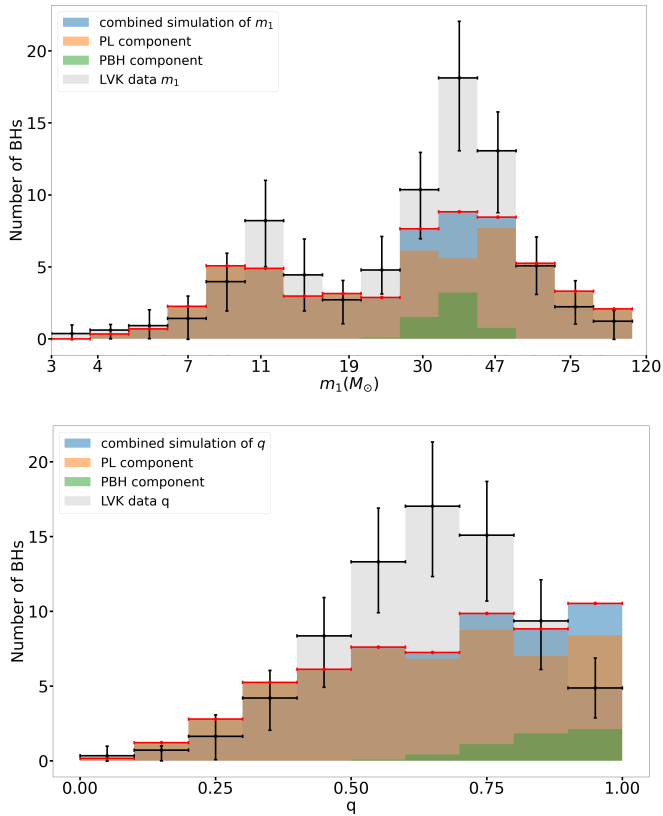 combined simulation of m₁
PL component
PBH component
LVK data m₁
Number of BHs
20
15
10
5
0
3 4 7 11 19 30 47 75 120
m₁(M⊙)
combined simulation of q
PL component
PBH component
LVK data q
Number of BHs
20
15
10
5
0
0.00 0.25 0.50 0.75 1.00
q